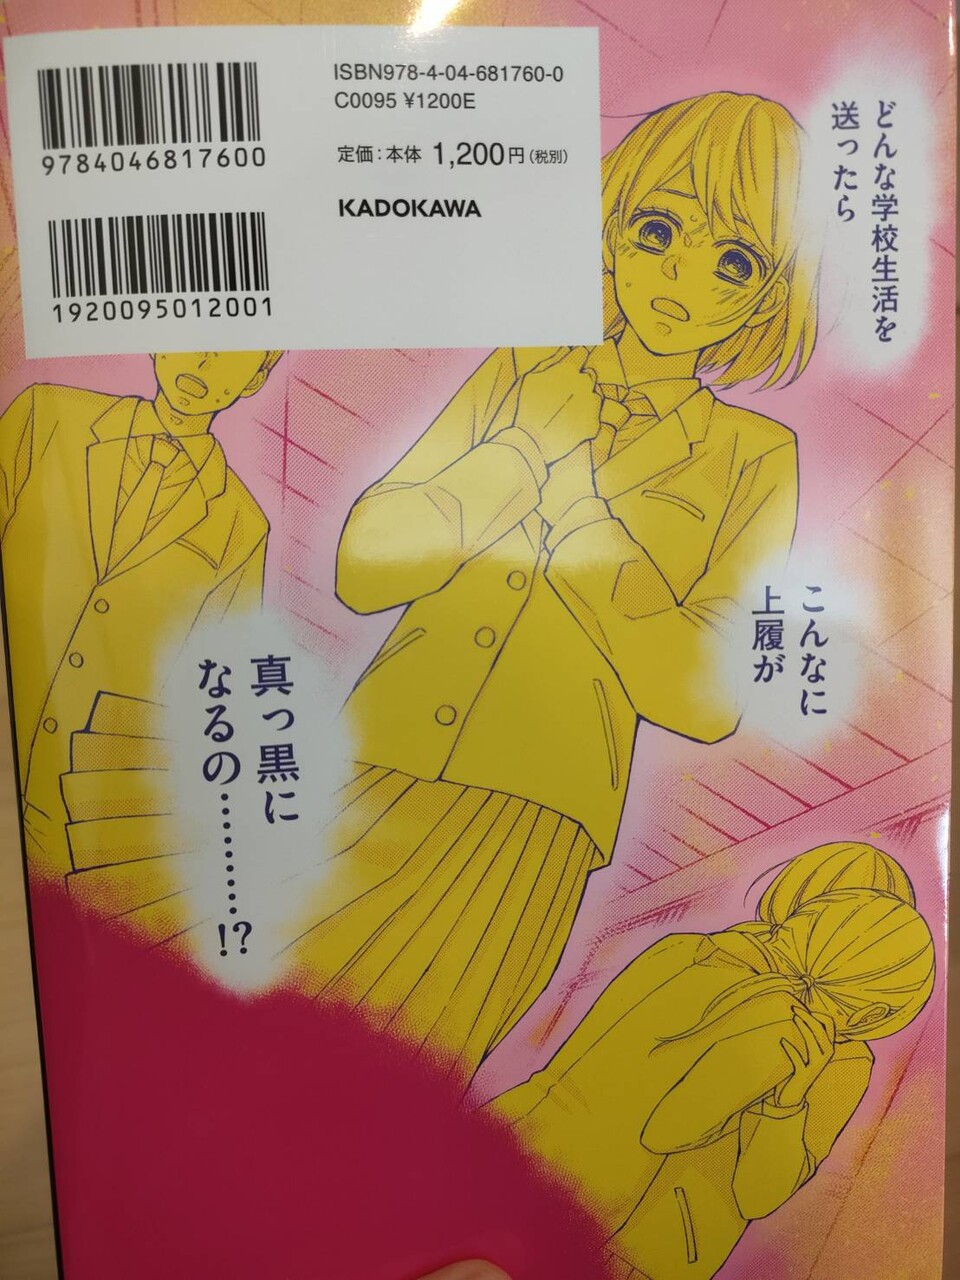 ISBN978-4-04-681760-0
C0095 ¥1200E
9784046817600
定価：本体 1,200円（税別）
KADOKAWA
1920095012001
どんな学校生活を
送ったら
こんなに
上履が
真っ黒に
なるの………!?